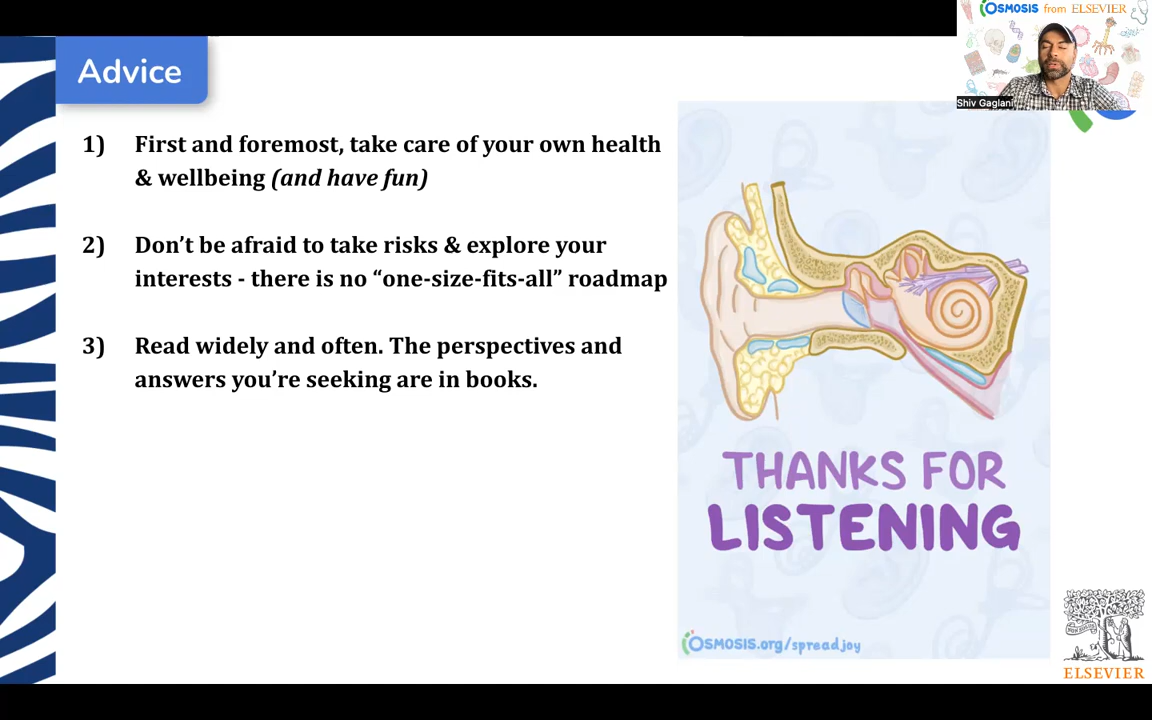 OSMOSIS from ELSEVIER
Shiv Gaglani
Advice
1) First and foremost, take care of your own health
& wellbeing (and have fun)
2) Don’t be afraid to take risks & explore your
interests - there is no “one-size-fits-all” roadmap
3) Read widely and often. The perspectives and
answers you’re seeking are in books.
THANKS FOR
LISTENING
OSMOSIS.org/spreadjoy
ELSEVIER